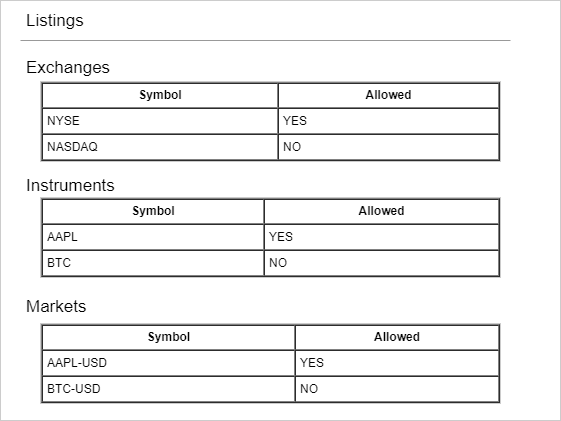 Listings
Exchanges
Symbol Allowed
NYSE YES
NASDAQ NO
Instruments
Symbol Allowed
AAPL YES
BTC NO
Markets
Symbol Allowed
AAPL-USD YES
BTC-USD NO